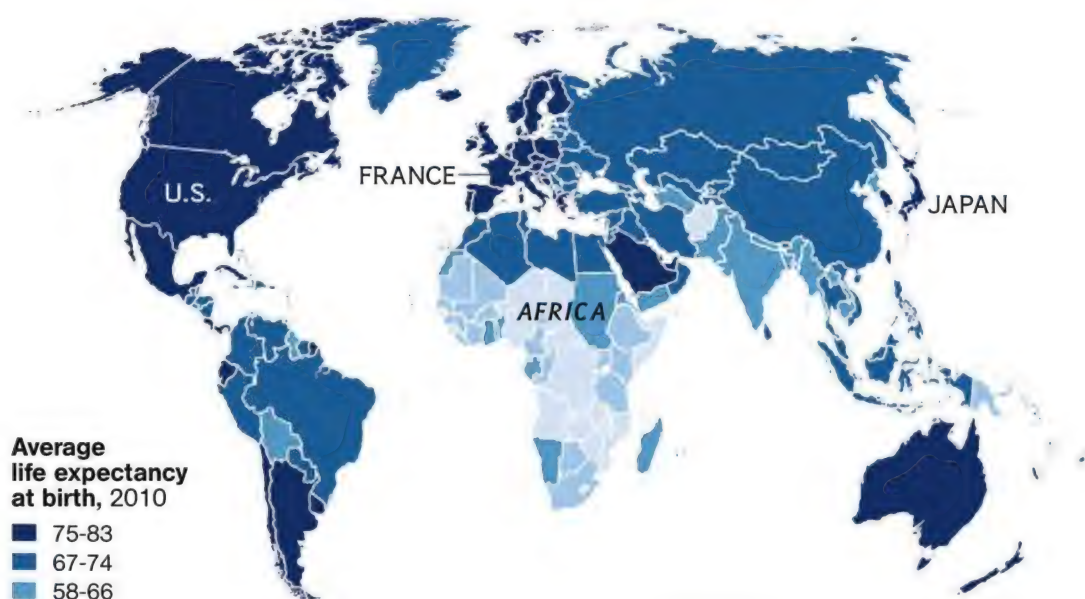 FRANCE
U.S.
JAPAN
AFRICA
Average
life expectancy
at birth, 2010
75-83
67-74
58-66